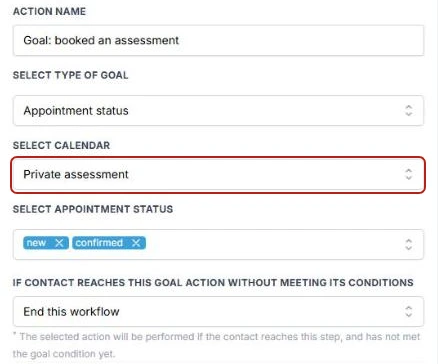 ACTION NAME
Goal: booked an assessment
SELECT TYPE OF GOAL
Appointment status
SELECT CALENDAR
Private assessment
SELECT APPOINTMENT STATUS
new × confirmed ×
IF CONTACT REACHES THIS GOAL ACTION WITHOUT MEETING ITS CONDITIONS
End this workflow
* The selected action will be performed if the contact reaches this step, and has not met
the goal condition yet.